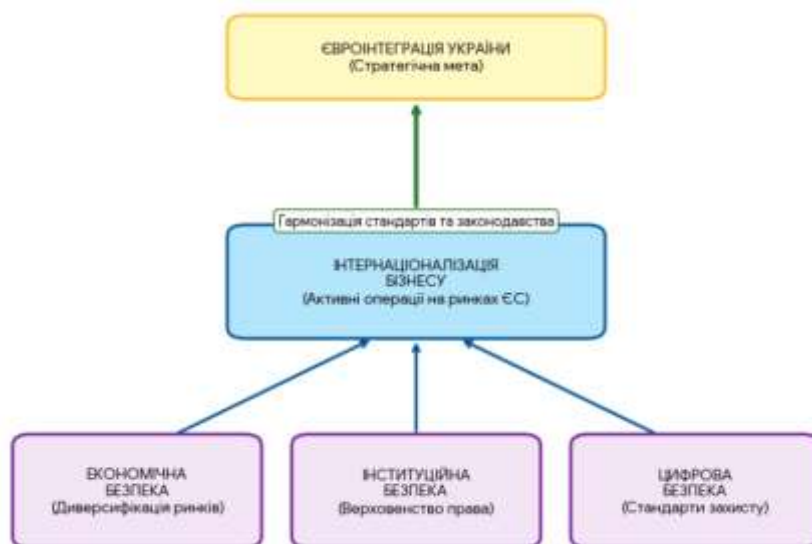 ЄВРОІНТЕГРАЦІЯ УКРАЇНИ
(Стратегічна мета)
Гармонізація стандартів та законодавства
ІНТЕРНАЦІОНАЛІЗАЦІЯ
БІЗНЕСУ
(Активні операції на ринках ЄС)
ЕКОНОМІЧНА
БЕЗПЕКА
(Диверсифікація ринків)
ІНСТИТУЦІЙНА
БЕЗПЕКА
(Верховенство права)
ЦИФРОВА
БЕЗПЕКА
(Стандарти захисту)